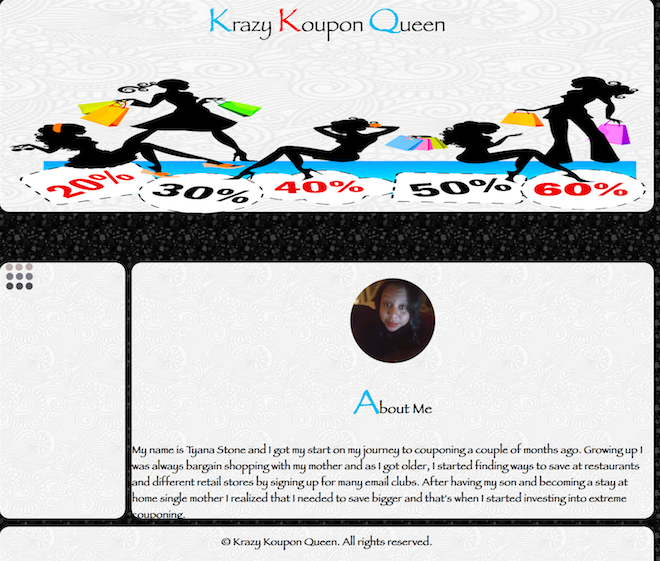 Krazy Koupon Queen
20% 30% 40% 50% 60%
About Me
My name is Tyana Stone and I got my start on my journey to couponing a couple of months ago. Growing up I
was always bargain shopping with my mother and as I got older, I started finding ways to save at restaurants
and different retail stores by signing up for many email clubs. After having my son and becoming a stay at
home single mother I realized that I needed to save bigger and that's when I started investing into extreme
couponing.
© Krazy Koupon Queen. All rights reserved.